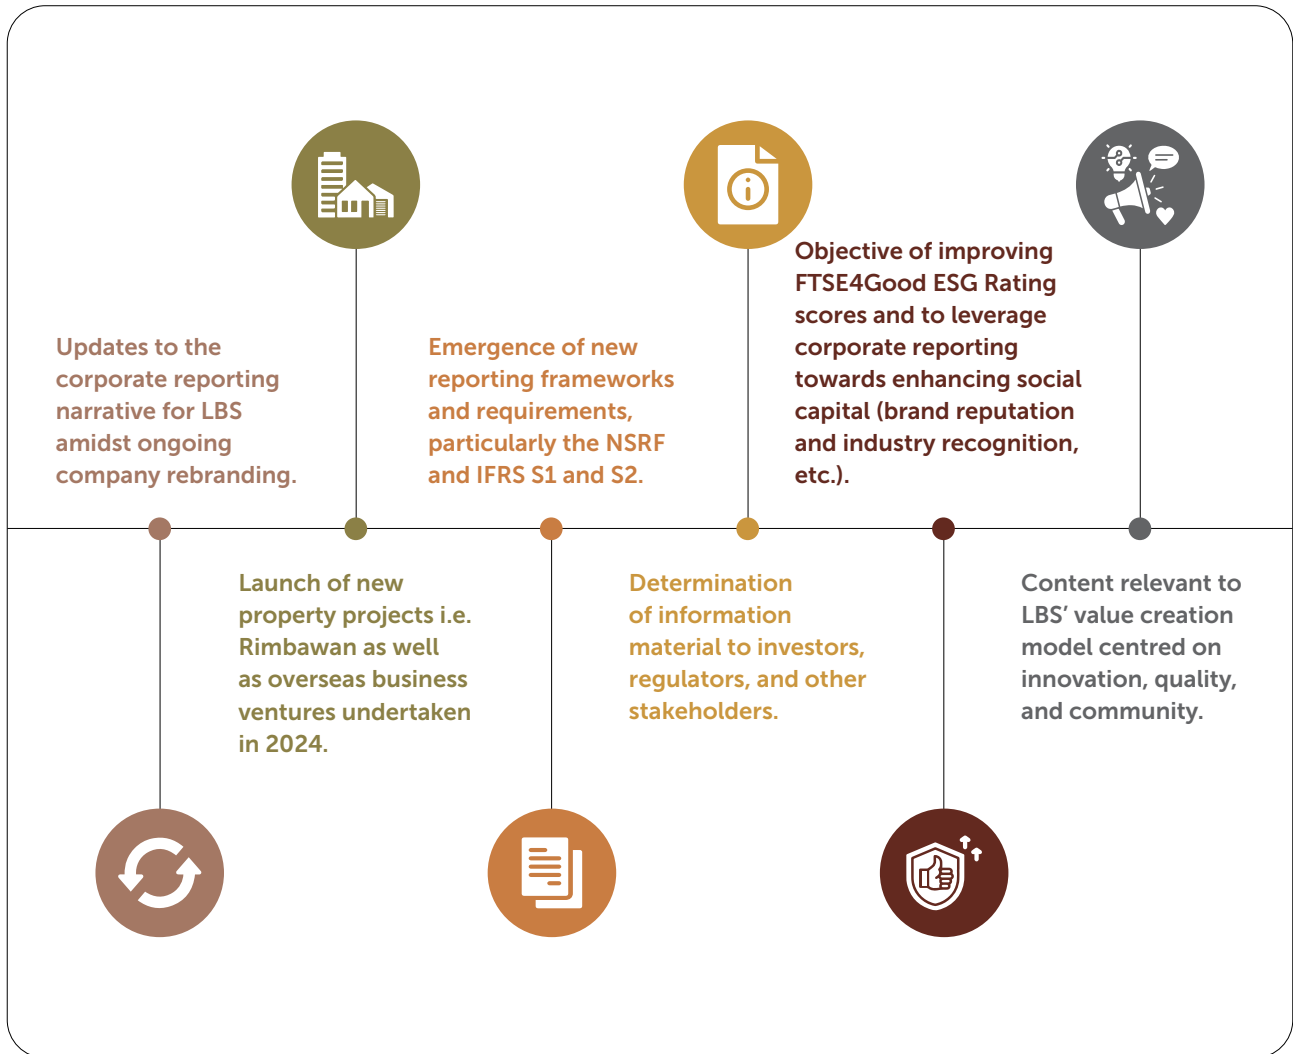 Updates to the
corporate reporting
narrative for LBS
amidst ongoing
company rebranding.
Launch of new
property projects i.e.
Rimbawan as well
as overseas business
ventures undertaken
in 2024.
Emergence of new
reporting frameworks
and requirements,
particularly the NSRF
and IFRS S1 and S2.
Determination
of information
material to investors,
regulators, and other
stakeholders.
Objective of improving
FTSE4Good ESG Rating
scores and to leverage
corporate reporting
towards enhancing social
capital (brand reputation
and industry recognition,
etc.).
Content relevant to
LBS’ value creation
model centred on
innovation, quality,
and community.